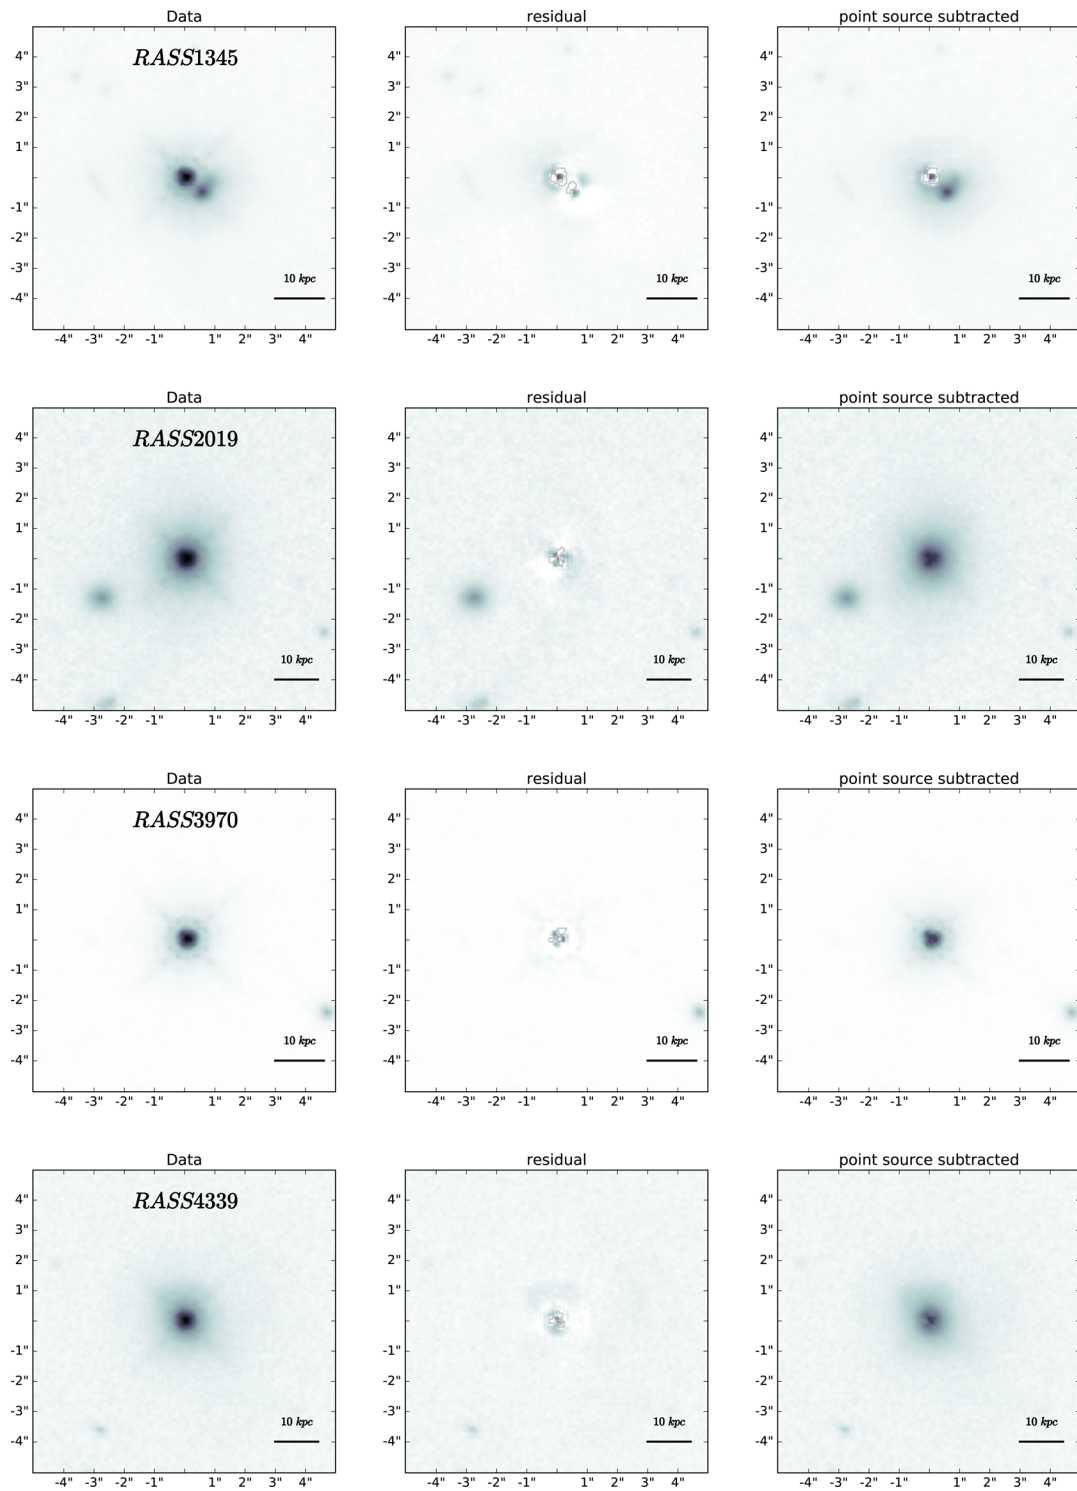 Data residual point source subtracted
RASS1345
4" 4" 4"
3" 3" 3"
2" 2" 2"
1" 1" 1"
-1" -1" -1"
-2" -2" -2"
-3" -3" -3"
10 kpc 10 kpc 10 kpc
-4" -4" -4"
-4" -3" -2" -1" 1" 2" 3" 4" -4" -3" -2" -1" 1" 2" 3" 4" -4" -3" -2" -1" 1" 2" 3" 4"
Data residual point source subtracted
RASS2019
4" 4" 4"
3" 3" 3"
2" 2" 2"
1" 1" 1"
-1" -1" -1"
-2" -2" -2"
-3" -3" -3"
10 kpc 10 kpc 10 kpc
-4" -4" -4"
-4" -3" -2" -1" 1" 2" 3" 4" -4" -3" -2" -1" 1" 2" 3" 4" -4" -3" -2" -1" 1" 2" 3" 4"
Data residual point source subtracted
RASS3970
4" 4" 4"
3" 3" 3"
2" 2" 2"
1" 1" 1"
-1" -1" -1"
-2" -2" -2"
-3" -3" -3"
10 kpc 10 kpc 10 kpc
-4" -4" -4"
-4" -3" -2" -1" 1" 2" 3" 4" -4" -3" -2" -1" 1" 2" 3" 4" -4" -3" -2" -1" 1" 2" 3" 4"
Data residual point source subtracted
RASS4339
4" 4" 4"
3" 3" 3"
2" 2" 2"
1" 1" 1"
-1" -1" -1"
-2" -2" -2"
-3" -3" -3"
10 kpc 10 kpc 10 kpc
-4" -4" -4"
-4" -3" -2" -1" 1" 2" 3" 4" -4" -3" -2" -1" 1" 2" 3" 4" -4" -3" -2" -1" 1" 2" 3" 4"